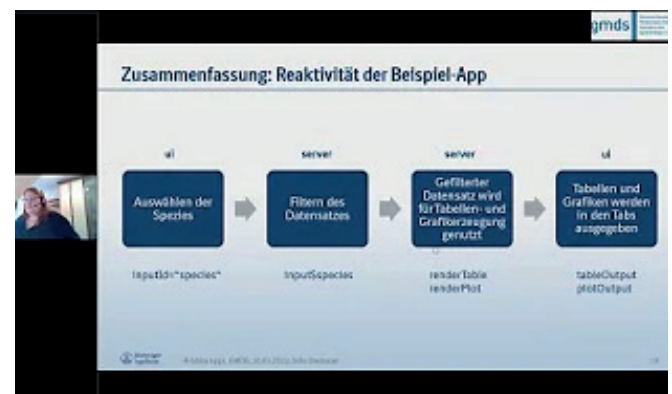 gmds
Zusammenfassung: Reaktivität der Beispiel-App
ui
server
server
ui
Auswählen der
Spezies
Filtern des
Datensatzes
Gefilterter
Datensatz wird
für Tabellen- und
Grafikerzeugung
genutzt
Tabellen und
Grafiken werden
in den Tabs
ausgegeben
inputId="species"
input$species
renderTable
renderPlot
tableOutput
plotOutput